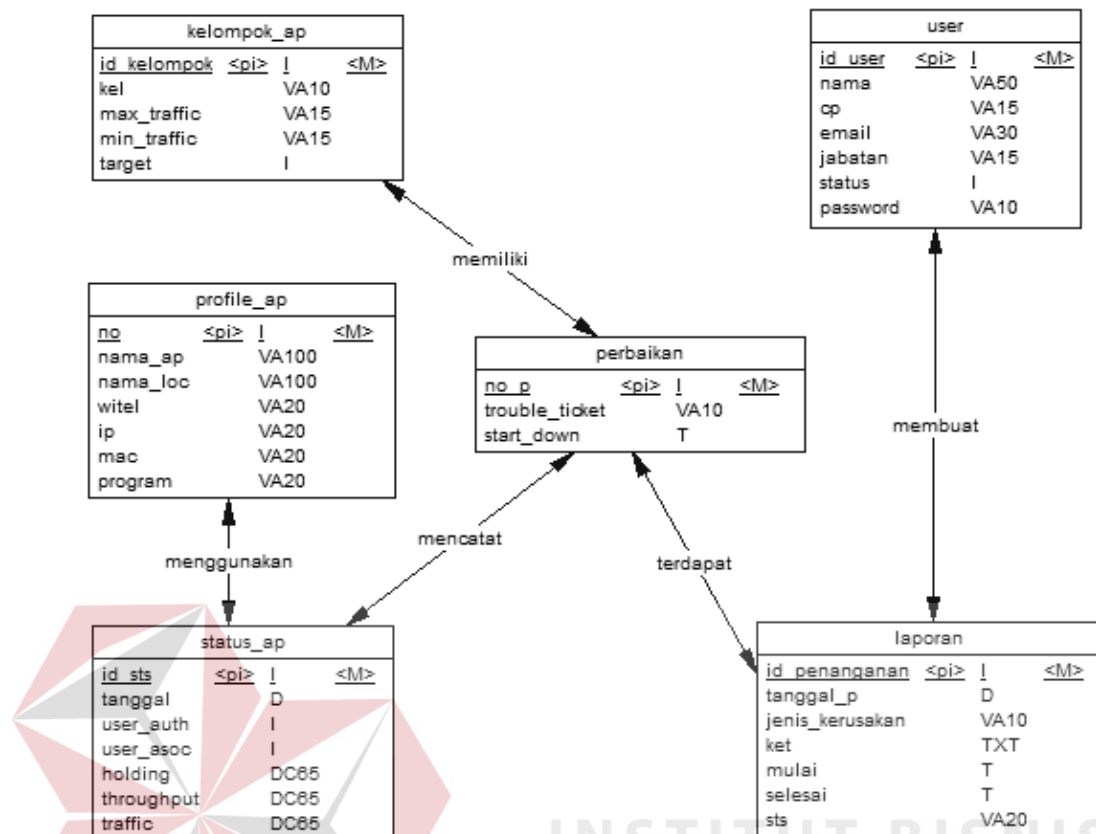 kelompok_ap
id_kelompok <pi> I <M>
kel VA10
max_traffic VA15
min_traffic VA15
target I
user
id_user <pi> I <M>
nama VA50
cp VA15
email VA30
jabatan VA15
status I
password VA10
memiliki
profile_ap
no <pi> I <M>
nama_ap VA100
nama_loc VA100
witel VA20
ip VA20
mac VA20
program VA20
perbaikan
no_p <pi> I <M>
trouble_ticket VA10
start_down T
membuat
mencatat
menggunakan
terdapat
status_ap
id_sts <pi> I <M>
tanggal D
user_auth I
user_asoc I
holding DC65
throughput DC65
traffic DC65
laporan
id_penanganan <pi> I <M>
tanggal_p D
jenis_kerusakan VA10
ket TXT
mulai T
selesai T
sts VA20
INSTITUT BISNIS